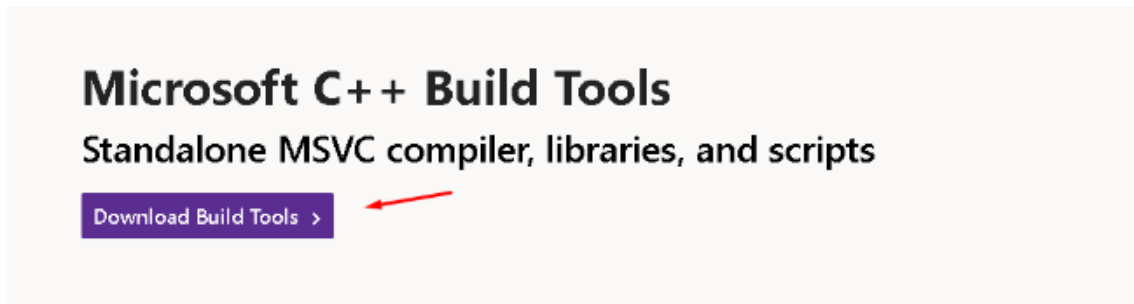 Microsoft C++ Build Tools
Standalone MSVC compiler, libraries, and scripts
Download Build Tools >